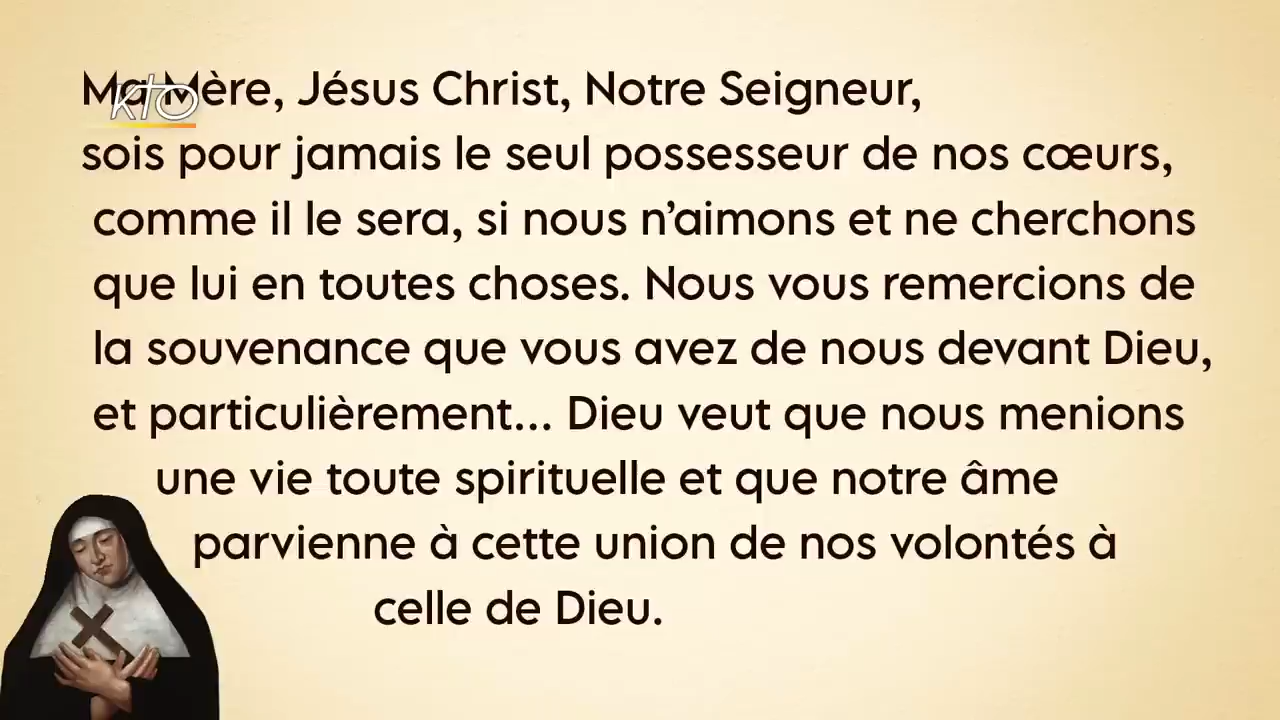 Ma Mère, Jésus Christ, Notre Seigneur,
KTO
sois pour jamais le seul possesseur de nos cœurs,
comme il le sera, si nous n’aimons et ne cherchons
que lui en toutes choses. Nous vous remercions de
la souvenance que vous avez de nous devant Dieu,
et particulièrement... Dieu veut que nous menions
une vie toute spirituelle et que notre âme
parvienne à cette union de nos volontés à
celle de Dieu.